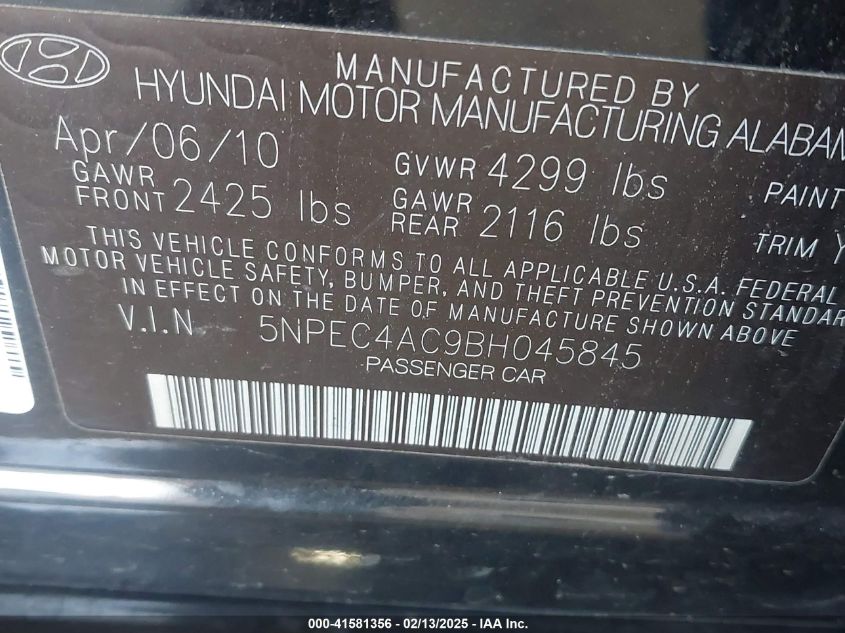 MANUFACTURED BY
HYUNDAI MOTOR MANUFACTURING ALABAM
Apr/06/10 GVWR 4299 lbs PAINT
GAWR FRONT 2425 lbs GAWR REAR 2116 lbs TRIM Y
THIS VEHICLE CONFORMS TO ALL APPLICABLE U.S.A. FEDERAL
MOTOR VEHICLE SAFETY, BUMPER, AND THEFT PREVENTION STANDAR
IN EFFECT ON THE DATE OF MANUFACTURE SHOWN ABOVE
V.I.N 5NPEC4AC9BH045845
PASSENGER CAR
000-41581356 — 02/13/2025 - IAA Inc.